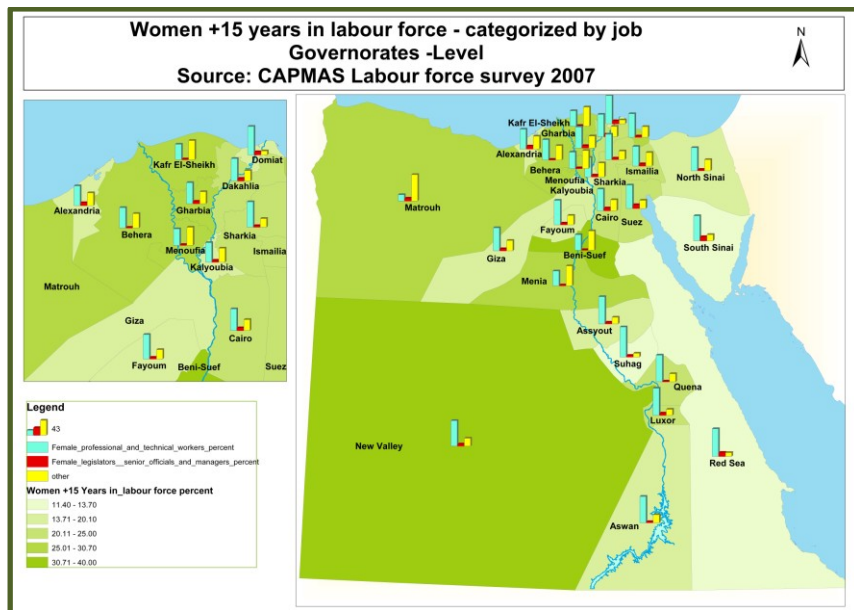 Women +15 years in labour force - categorized by job
Governorates -Level
Source: CAPMAS Labour force survey 2007
N
Kafr El-Sheikh
Domiat
Dakahlia
Alexandria
Gharbia
Behera
Sharkia
Menoufia
Ismailia
Kalyoubia
Matrouh
Giza
Cairo
Fayoum
Beni-Suef
Suez
Kafr El-Sheikh
Gharbia
Alexandria
Behera
Ismailia
North Sinai
Menoufia
Sharkia
Kalyoubia
Matrouh
Cairo
Suez
Fayoum
South Sinai
Giza
Beni-Suef
Menia
Assyout
Suhag
Quena
Luxor
New Valley
Red Sea
Aswan
Legend
43
Female_professional_and_technical_workers_percent
Female_legislators__senior_officials_and_managers_percent
other
Women +15 Years in_labour force percent
11.40 - 13.70
13.71 - 20.10
20.11 - 25.00
25.01 - 30.70
30.71 - 40.00